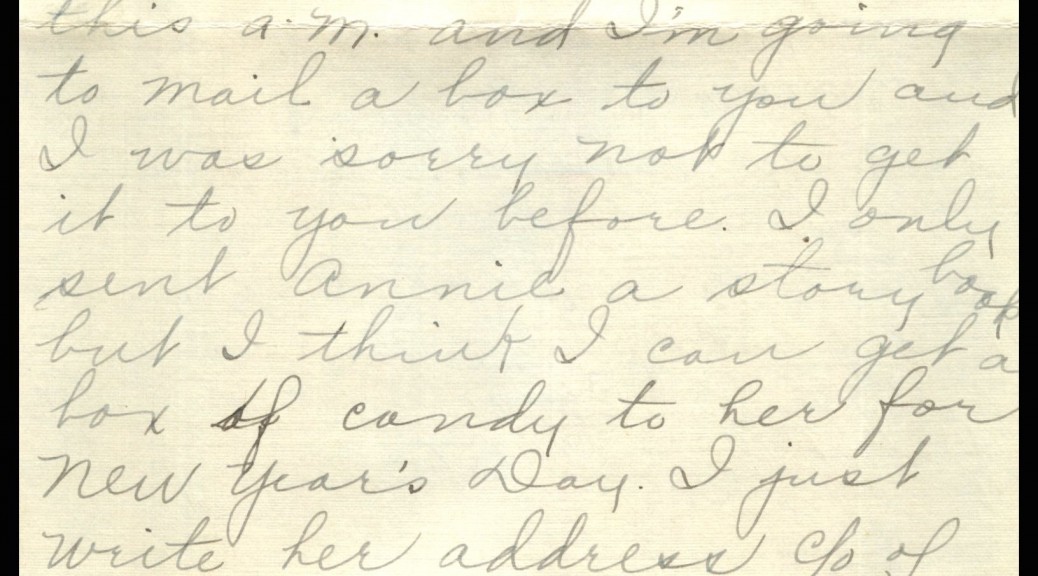 this a.m. and I'm going
to mail a box to you and
I was sorry not to get
it to you before. I only
sent Annie a story book
but I think I can get a
box of candy to her for
New Year's Day. I just
write her address c/o of